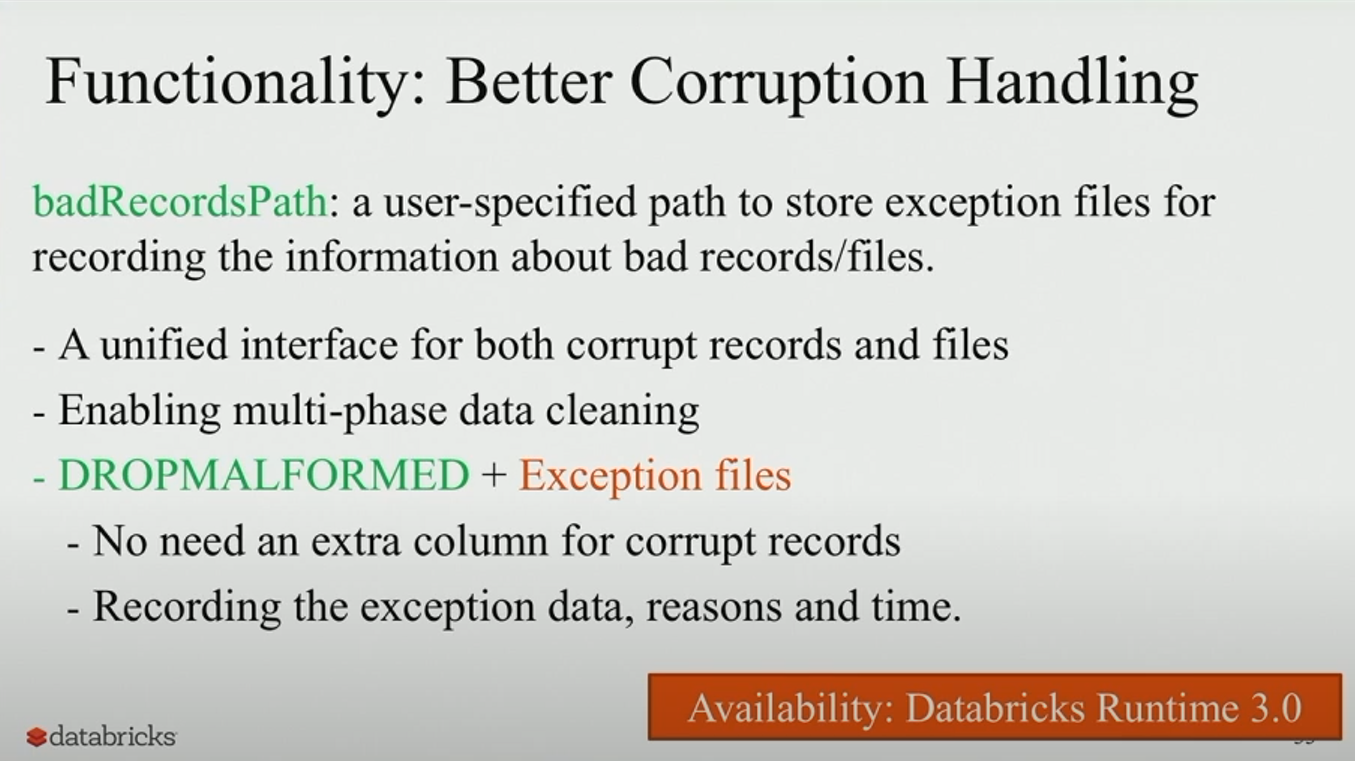 Functionality: Better Corruption Handling
badRecordsPath: a user-specified path to store exception files for
recording the information about bad records/files.
- A unified interface for both corrupt records and files
- Enabling multi-phase data cleaning
- DROPMALFORMED + Exception files
- No need an extra column for corrupt records
- Recording the exception data, reasons and time.
Availability: Databricks Runtime 3.0
databricks